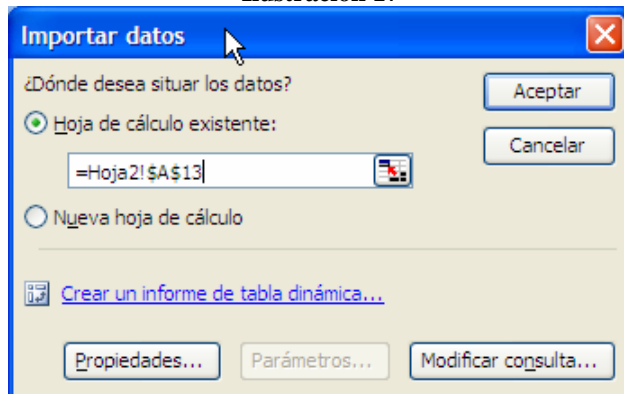 Importar datos
¿Dónde desea situar los datos?
Aceptar
Hoja de cálculo existente:
Cancelar
=Hoja2!$A$13
Nueva hoja de cálculo
Crear un informe de tabla dinámica...
Propiedades... Parámetros... Modificar consulta...